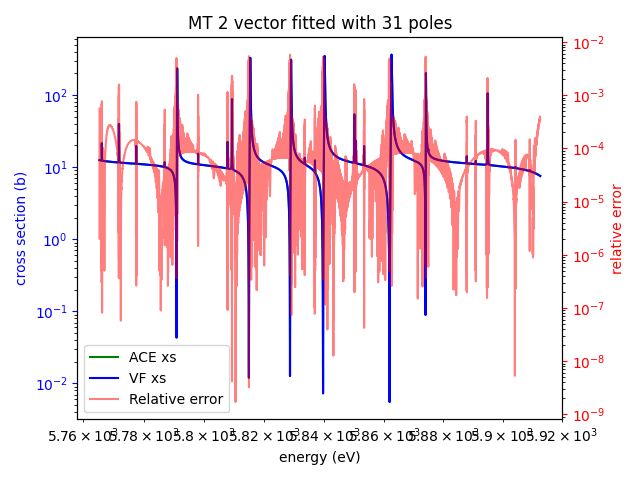 MT 2 vector fitted with 31 poles
cross section (b)
10²
10¹
10⁰
10⁻¹
10⁻²
10⁻²
10⁻³
10⁻⁴
10⁻⁵
10⁻⁶
10⁻⁷
10⁻⁸
10⁻⁹
relative error
ACE xs
VF xs
Relative error
5.76 × 10³ 5.78 × 10³ 5.8 × 10³ 5.82 × 10³ 5.84 × 10³ 5.86 × 10³ 5.88 × 10³ 5.9 × 10³ 5.92 × 10³
energy (eV)